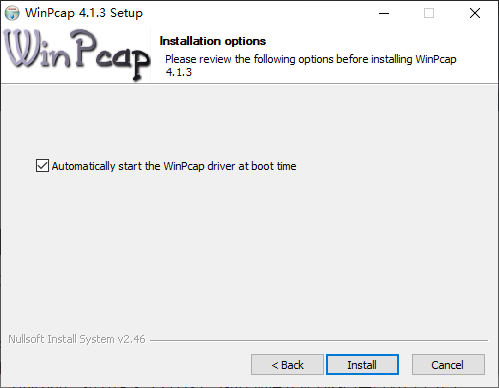 WinPcap 4.1.3 Setup
WinPcap
Installation options
Please review the following options before installing WinPcap
4.1.3
Automatically start the WinPcap driver at boot time
Nullsoft Install System v2.46
< Back
Install
Cancel